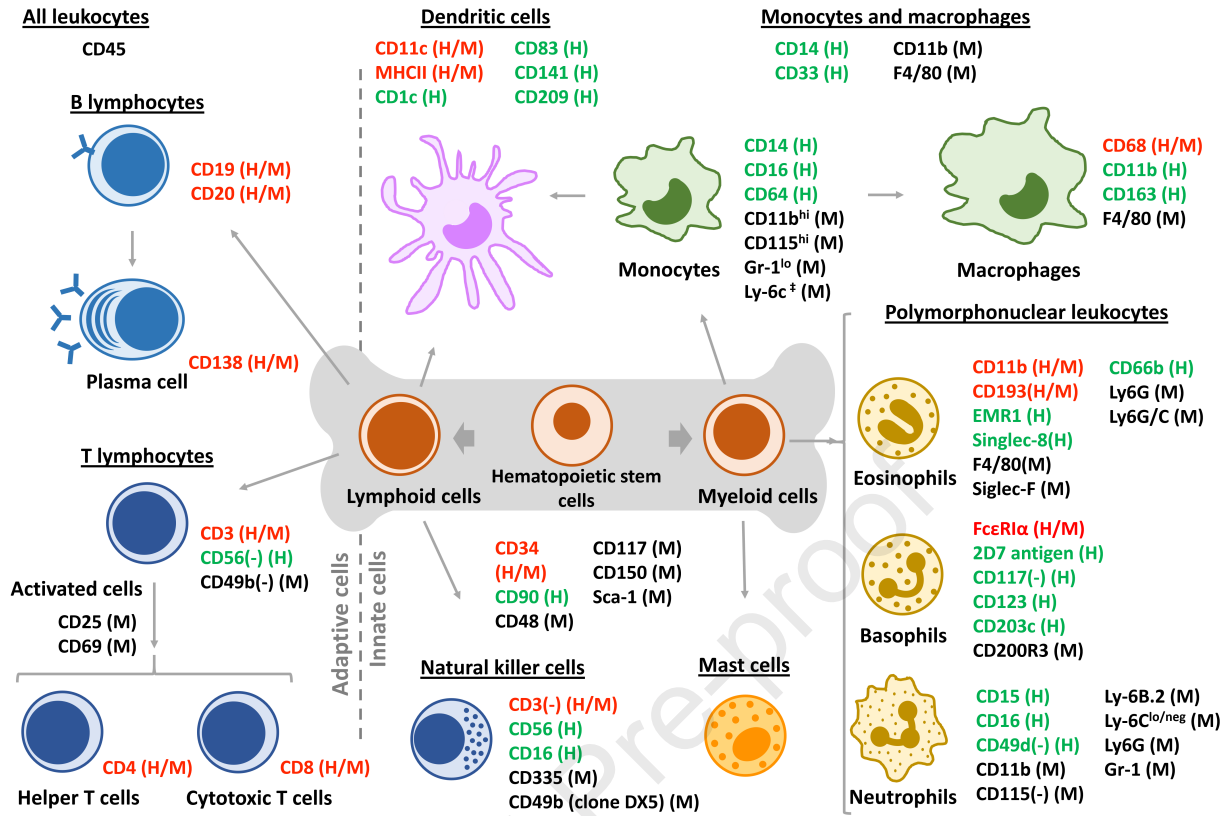 All leukocytes
CD45
B lymphocytes
CD19 (H/M)
CD20 (H/M)
Plasma cell
CD138 (H/M)
T lymphocytes
CD3 (H/M)
CD56(-) (H)
CD49b(-) (M)
Activated cells
CD25 (M)
CD69 (M)
CD4 (H/M)
Helper T cells
CD8 (H/M)
Cytotoxic T cells
Adaptive cells
Innate cells
Dendritic cells
CD11c (H/M)
MHCII (H/M)
CD1c (H)
CD83 (H)
CD141 (H)
CD209 (H)
Monocytes and macrophages
CD14 (H)
CD33 (H)
CD11b (M)
F4/80 (M)
Monocytes
CD14 (H)
CD16 (H)
CD64 (H)
CD11bhi (M)
CD115hi (M)
Gr-1lo (M)
Ly-6c ‡ (M)
Macrophages
CD68 (H/M)
CD11b (H)
CD163 (H)
F4/80 (M)
Lymphoid cells
Hematopoietic stem
cells
Myeloid cells
CD34
(H/M)
CD90 (H)
CD48 (M)
CD117 (M)
CD150 (M)
Sca-1 (M)
Natural killer cells
CD3(-) (H/M)
CD56 (H)
CD16 (H)
CD335 (M)
CD49b (clone DX5) (M)
Mast cells
Polymorphonuclear leukocytes
Eosinophils
CD11b (H/M)
CD193(H/M)
EMR1 (H)
Singlec-8(H)
F4/80(M)
Siglec-F (M)
CD66b (H)
Ly6G (M)
Ly6G/C (M)
Basophils
FcεRIα (H/M)
2D7 antigen (H)
CD117(-) (H)
CD123 (H)
CD203c (H)
CD200R3 (M)
Neutrophils
CD15 (H)
CD16 (H)
CD49d(-) (H)
CD11b (M)
CD115(-) (M)
Ly-6B.2 (M)
Ly-6Clo/neg (M)
Ly6G (M)
Gr-1 (M)
Pre-proof